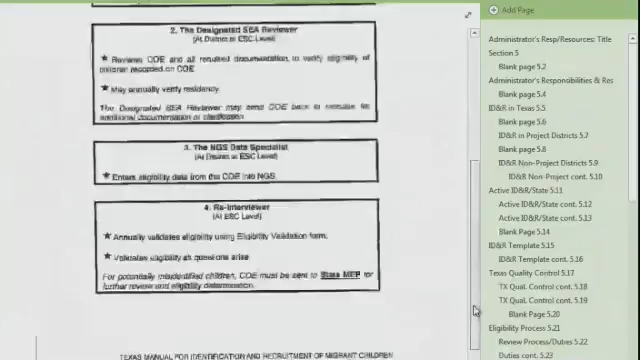 2. The Designated SEA Reviewer
(At District or ESC Level)
Reviews COE and all required documentation, to verify eligibility of
children recorded on COE
May annually verify residency.
The Designated SEA Reviewer may send COE back to recruiter for
additional documentation or clarification
3. The NGS Data Specialist
(At District or ESC Level)
Enters eligibility data from the COE into NGS.
4. Re-Interviewer
(At ESC Level)
Annually validates eligibility using Eligibility Validation form.
Validates eligibility as questions arise
For potentially misidentified children, COE must be sent to State MEP for
further review and eligibility determination.
TEXAS MANUAL FOR IDENTIFICATION AND RECRUITMENT OF MIGRANT CHILDREN
Add Page
Administrator's Resp/Resources: Title
Section 5
Blank page 5.2
Administrator's Responsibilities & Res
Blank page 5.4
ID&R in Texas 5.5
Blank page 5.6
ID&R in Project Districts 5.7
Blank page 5.8
ID&R Non-Project Districts 5.9
ID&R Non-Project cont. 5.10
Active ID&R/State 5.11
Active ID&R/State cont. 5.12
Active ID&R/State cont. 5.13
Blank Page 5.14
ID&R Template 5.15
ID&R Template cont. 5.16
Texas Quality Control 5.17
TX Qual. Control cont. 5.18
TX Qual. Control cont. 5.19
Blank Page 5.20
Eligibility Process 5.21
Review Process/Dutires 5.22
Duties cont. 5.23